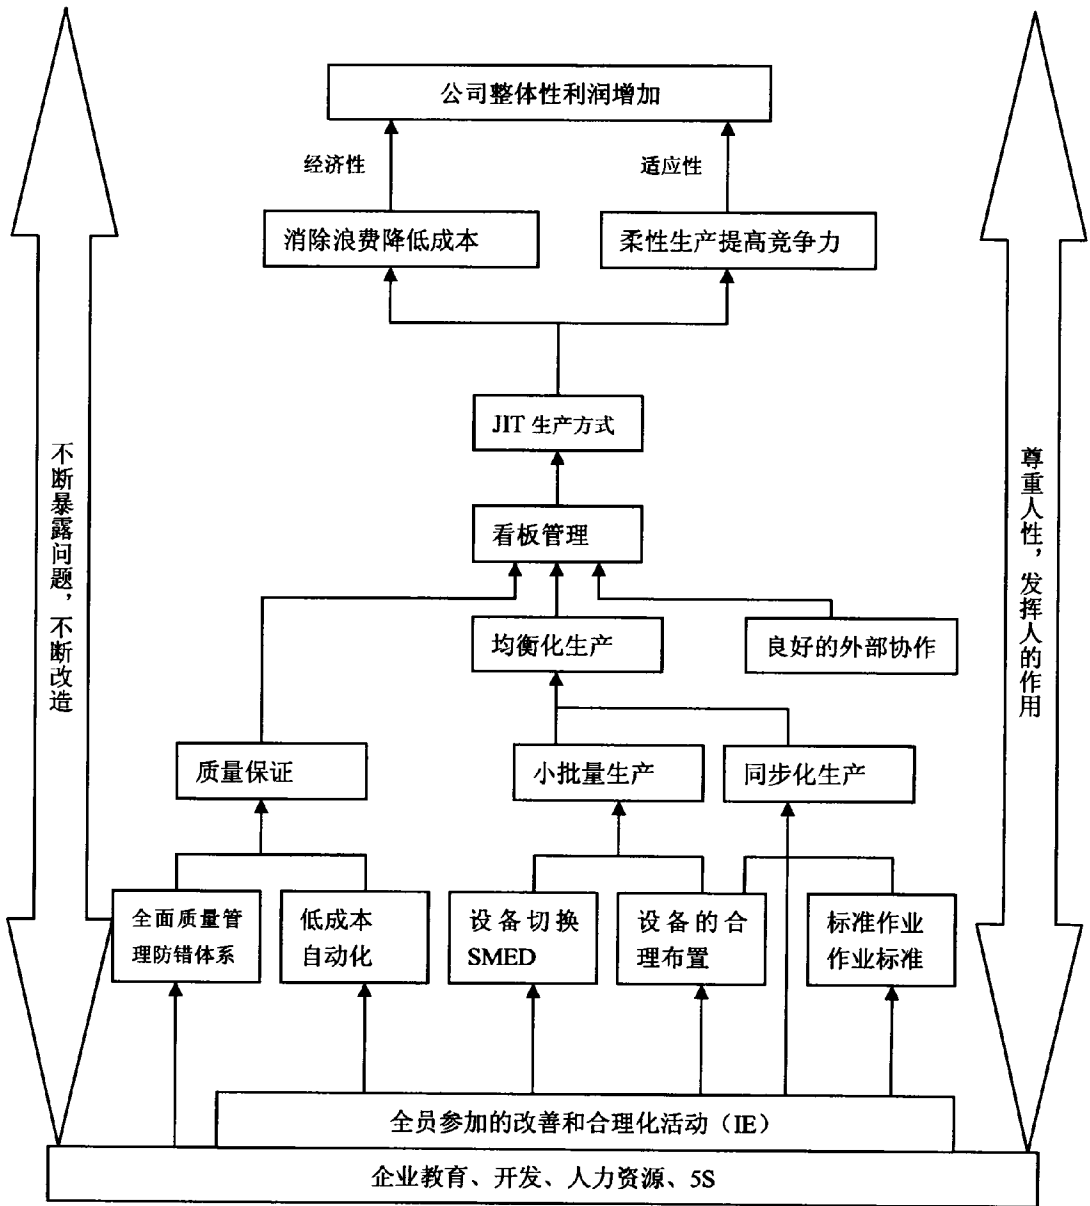 公司整体性利润增加
经济性
适应性
消除浪费降低成本
柔性生产提高竞争力
JIT 生产方式
看板管理
均衡化生产
良好的外部协作
质量保证
小批量生产
同步化生产
全面质量管
理防错体系
低成本
自动化
设备切换
SMED
设备的合
理布置
标准作业
作业标准
全员参加的改善和合理化活动（IE）
企业教育、开发、人力资源、5S
不断暴露问题，不断改造
尊重人性，发挥人的作用